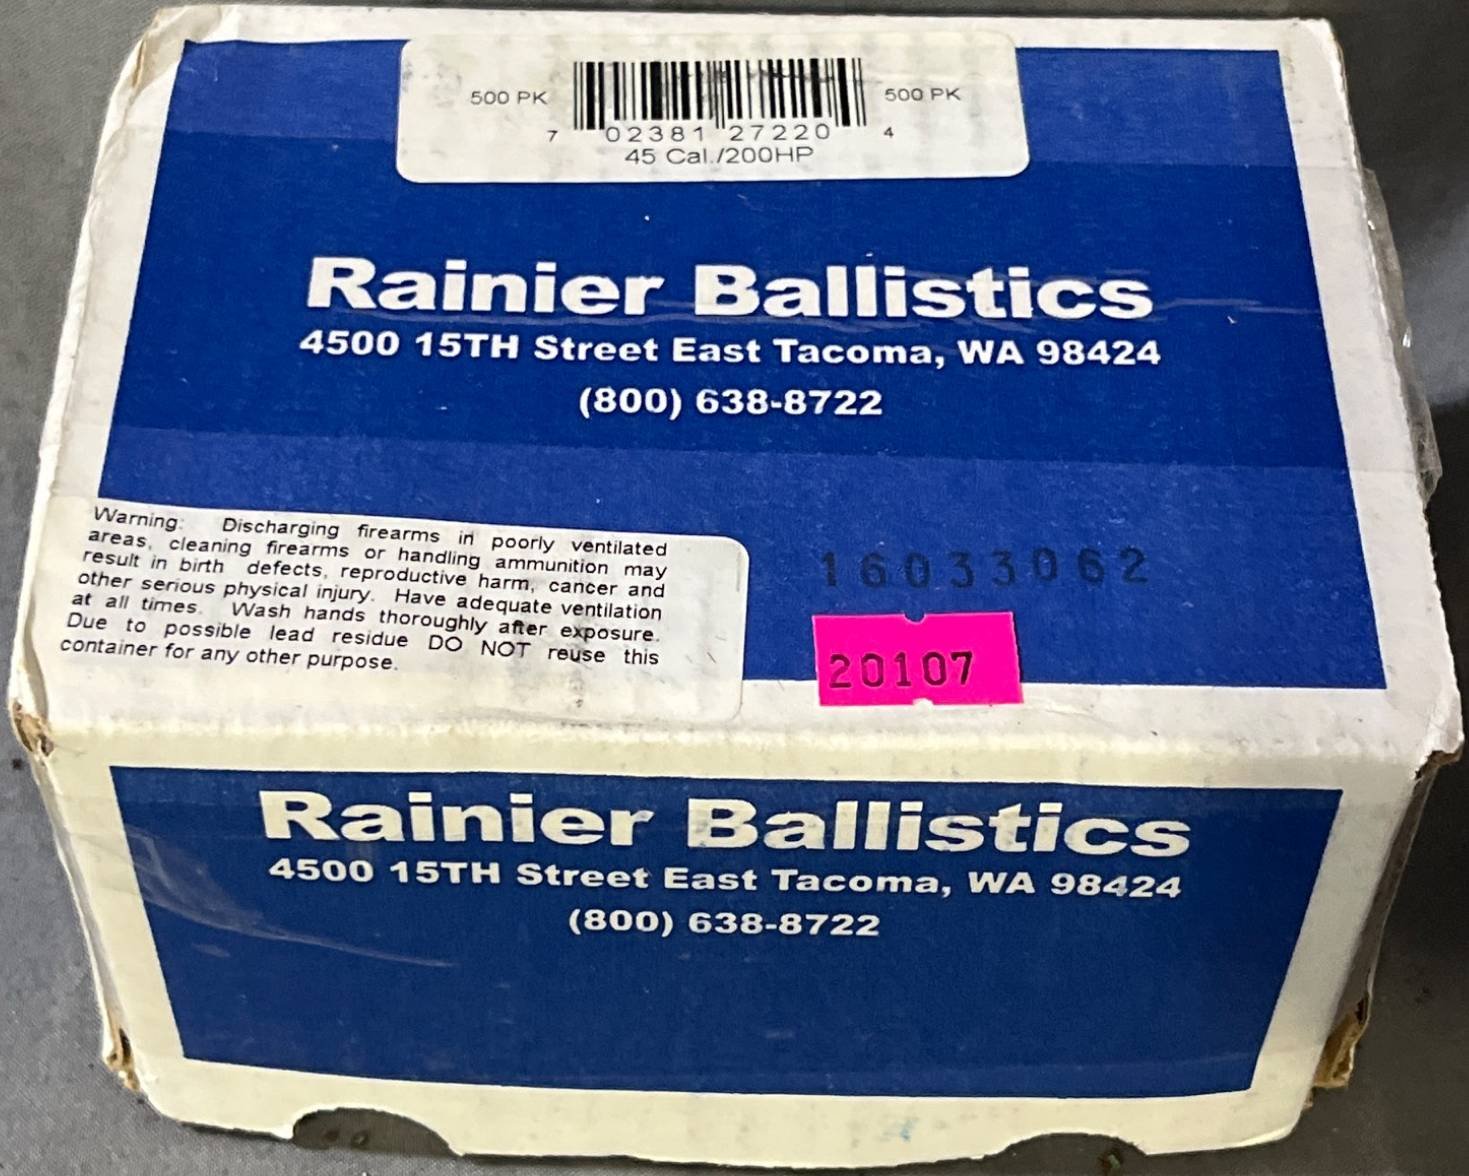 500 PK
500 PK
7 02381 27220 4
45 Cal./200HP
Rainier Ballistics
4500 15TH Street East Tacoma, WA 98424
(800) 638-8722
Warning: Discharging firearms in poorly ventilated
areas, cleaning firearms or handling ammunition may
result in birth defects, reproductive harm, cancer and
other serious physical injury. Have adequate ventilation
at all times. Wash hands thoroughly after exposure.
Due to possible lead residue DO NOT reuse this
container for any other purpose.
16033062
20107
Rainier Ballistics
4500 15TH Street East Tacoma, WA 98424
(800) 638-8722